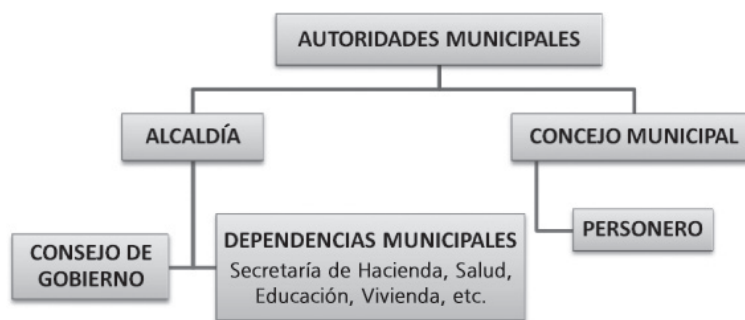 AUTORIDADES MUNICIPALES
ALCALDÍA
CONCEJO MUNICIPAL
CONSEJO DE
GOBIERNO
DEPENDENCIAS MUNICIPALES
Secretaría de Hacienda, Salud,
Educación, Vivienda, etc.
PERSONERO